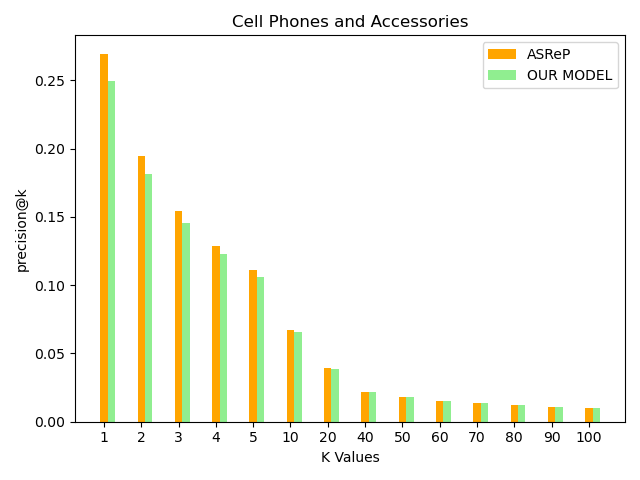 Cell Phones and Accessories
ASReP
OUR MODEL
precision@k
0.25
0.20
0.15
0.10
0.05
0.00
1 2 3 4 5 10 20 40 50 60 70 80 90 100
K Values